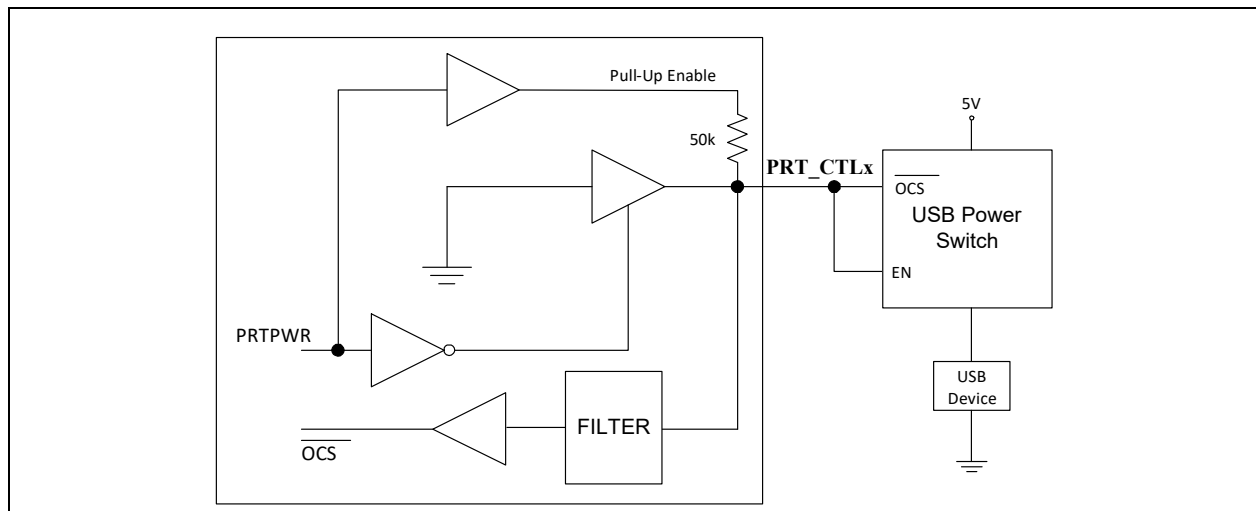 Pull-Up Enable
5V
50k
PRT_CTLx
OCS
USB Power
Switch
EN
PRTPWR
USB
Device
FILTER
OCS